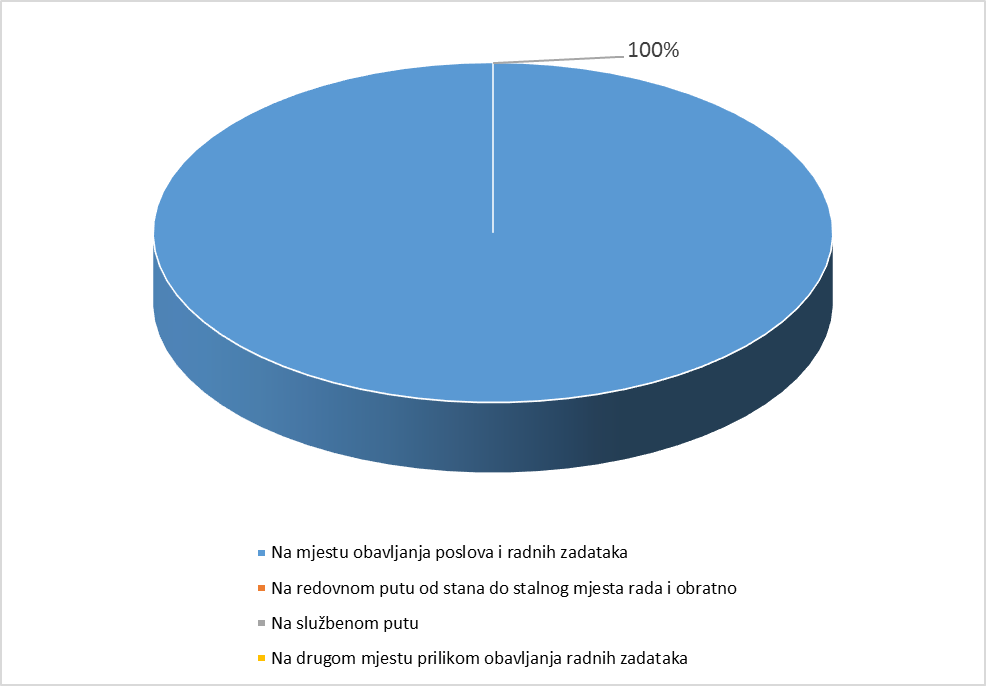 100%
Na mjestu obavljanja poslova i radnih zadataka
Na redovnom putu od stana do stalnog mjesta rada i obratno
Na službenom putu
Na drugom mjestu prilikom obavljanja radnih zadataka